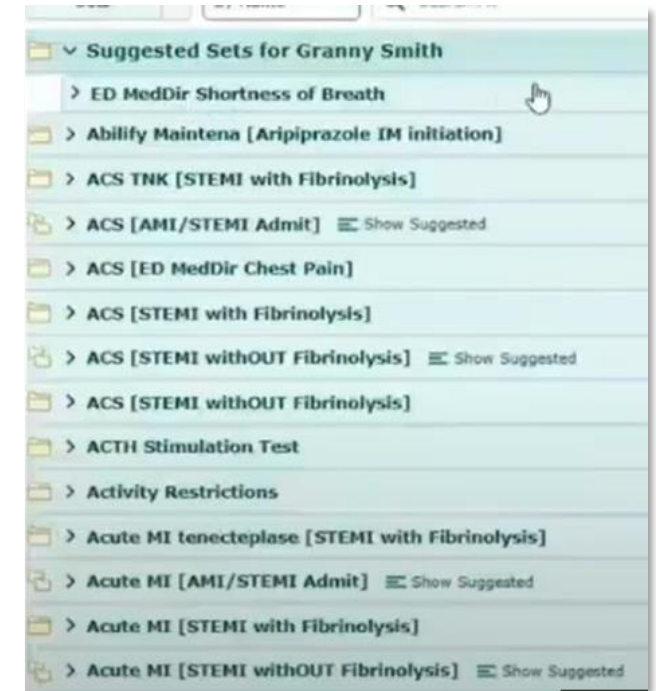 Suggested Sets for Granny Smith
ED MedDir Shortness of Breath
Abilify Maintena [Aripiprazole IM initiation]
ACS TNK [STEMI with Fibrinolysis]
ACS [AMI/STEMI Admit] Show Suggested
ACS [ED MedDir Chest Pain]
ACS [STEMI with Fibrinolysis]
ACS [STEMI withOUT Fibrinolysis] Show Suggested
ACS [STEMI withOUT Fibrinolysis]
ACTH Stimulation Test
Activity Restrictions
Acute MI tenecteplase [STEMI with Fibrinolysis]
Acute MI [AMI/STEMI Admit] Show Suggested
Acute MI [STEMI with Fibrinolysis]
Acute MI [STEMI withOUT Fibrinolysis] Show Suggested